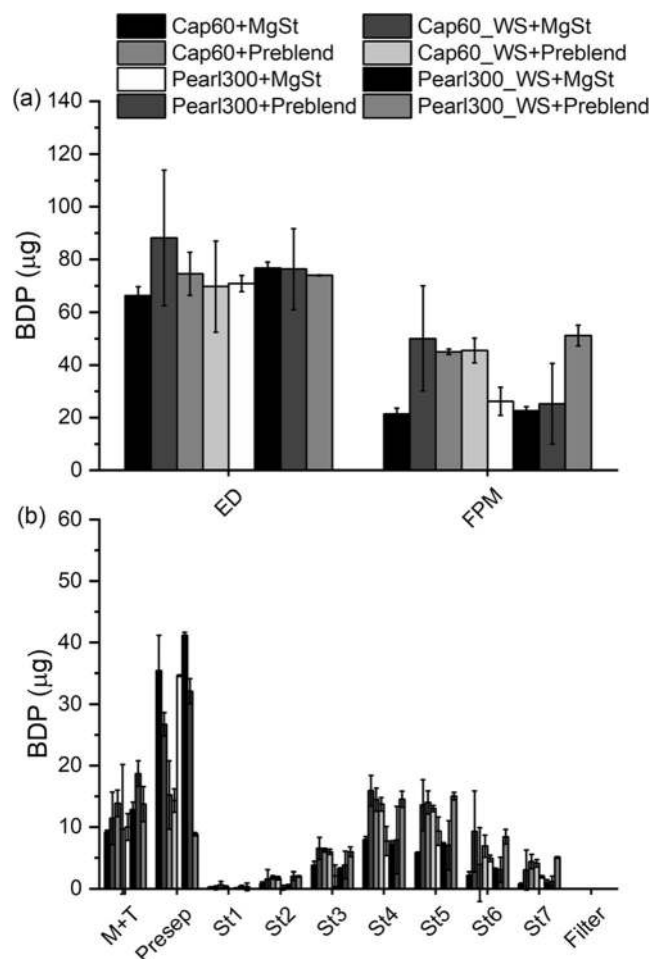 Cap60+MgSt Cap60_WS+MgSt
Cap60+Preblend Cap60_WS+Preblend
Pearl300+MgSt Pearl300_WS+MgSt
Pearl300+Preblend Pearl300_WS+Preblend
(a)
140
120
100
80
60
40
20
0
BDP (µg)
ED FPM
(b)
60
50
40
30
20
10
0
BDP (µg)
M+T Presep St1 St2 St3 St4 St5 St6 St7 Filter